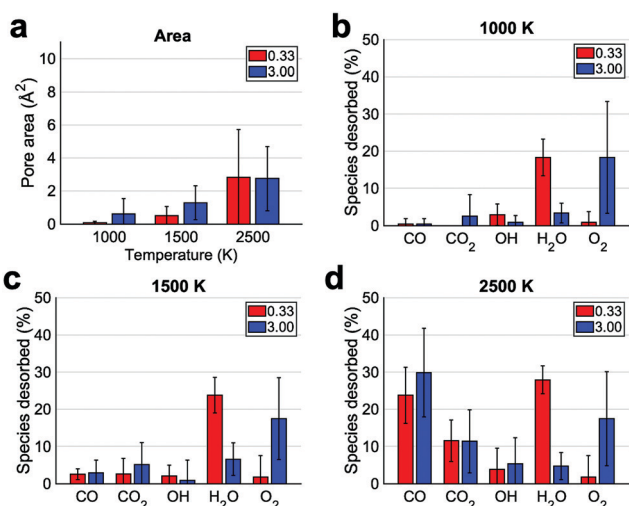 a
Area
Pore area (Å²)
10
8
6
4
2
0
0.33
3.00
1000 1500 2500
Temperature (K)
b
1000 K
Species desorbed (%)
50
40
30
20
10
0
0.33
3.00
CO CO₂ OH H₂O O₂
c
1500 K
Species desorbed (%)
50
40
30
20
10
0
0.33
3.00
CO CO₂ OH H₂O O₂
d
2500 K
Species desorbed (%)
50
40
30
20
10
0
0.33
3.00
CO CO₂ OH H₂O O₂